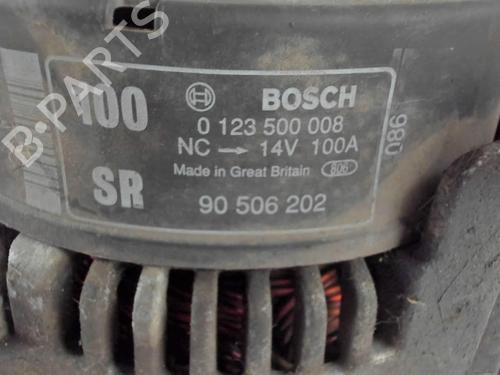 100
BOSCH
0 123 500 008
NC → 14V 100A
Made in Great Britain 806
SR
90 506 202
086
B-PARTS